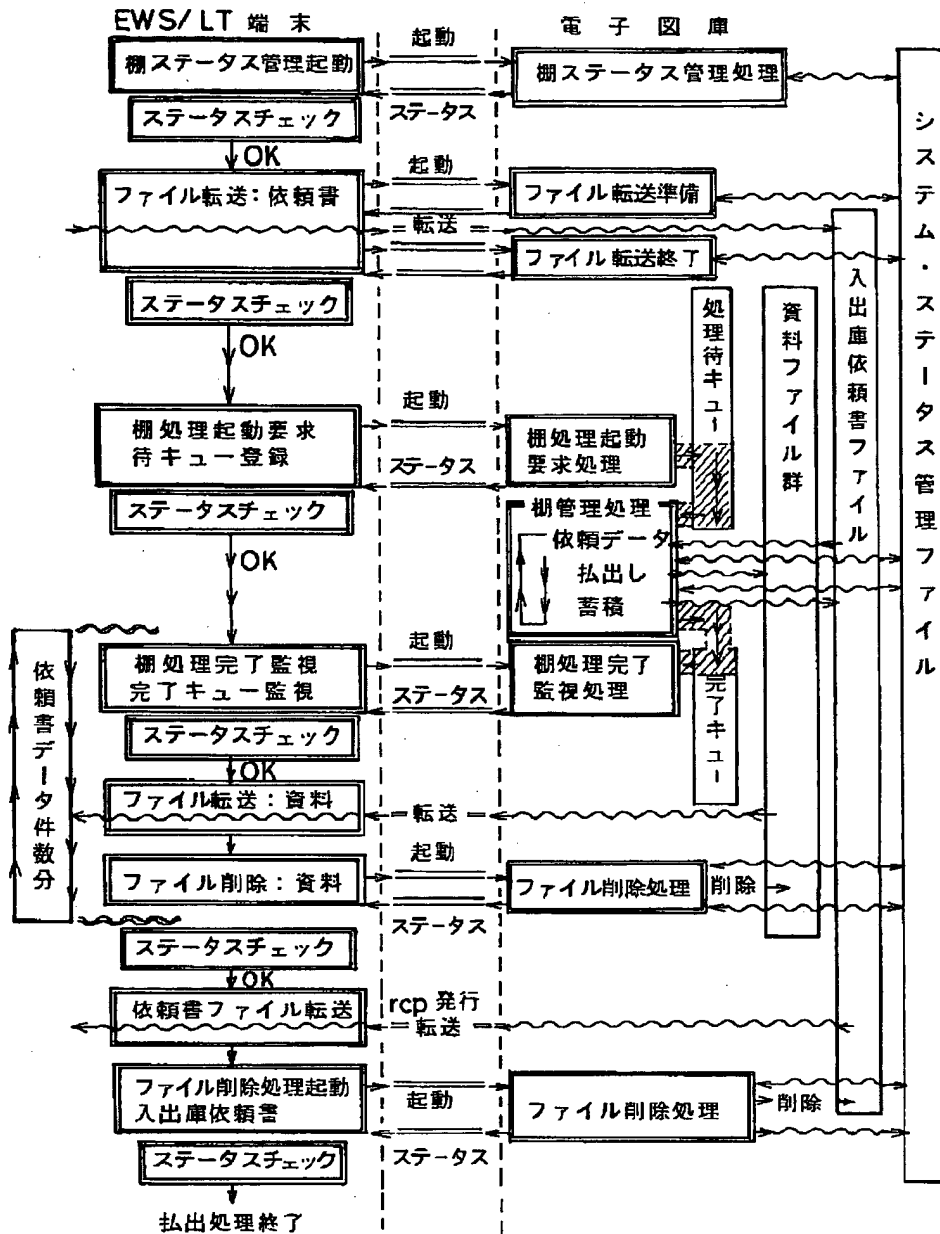 EWS/LT 端末
電子図庫
棚ステータス管理起動
起動
棚ステータス管理処理
ステータス
ステータスチェック
OK
ファイル転送：依頼書
起動
ファイル転送準備
転送
ファイル転送終了
ステータスチェック
OK
処理待キュー
資料ファイル群
入出庫依頼書ファイル
システム・ステータス管理ファイル
棚処理起動要求
待キュー登録
起動
ステータス
棚処理起動
要求処理
ステータスチェック
OK
棚管理処理
依頼データ
払出し
蓄積
依頼書データ件数分
棚処理完了監視
完了キュー監視
起動
ステータス
棚処理完了
監視処理
完了キュー
ステータスチェック
OK
ファイル転送：資料
転送
ファイル削除：資料
起動
ステータス
ファイル削除処理
削除
ステータスチェック
OK
依頼書ファイル転送
rcp 発行
転送
ファイル削除処理起動
入出庫依頼書
起動
ステータス
ファイル削除処理
削除
ステータスチェック
払出処理終了